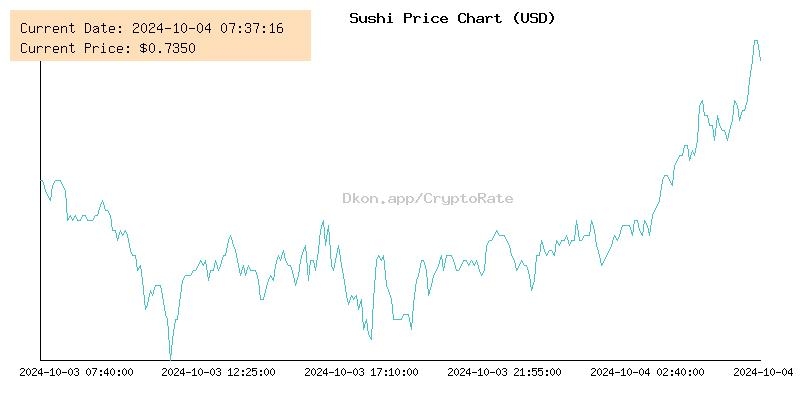 Sushi Price Chart (USD)
Current Date: 2024-10-04 07:37:16
Current Price: $0.7350
Dkon.app/CryptoRate
2024-10-03 07:40:00 2024-10-03 12:25:00 2024-10-03 17:10:00 2024-10-03 21:55:00 2024-10-04 02:40:00 2024-10-04